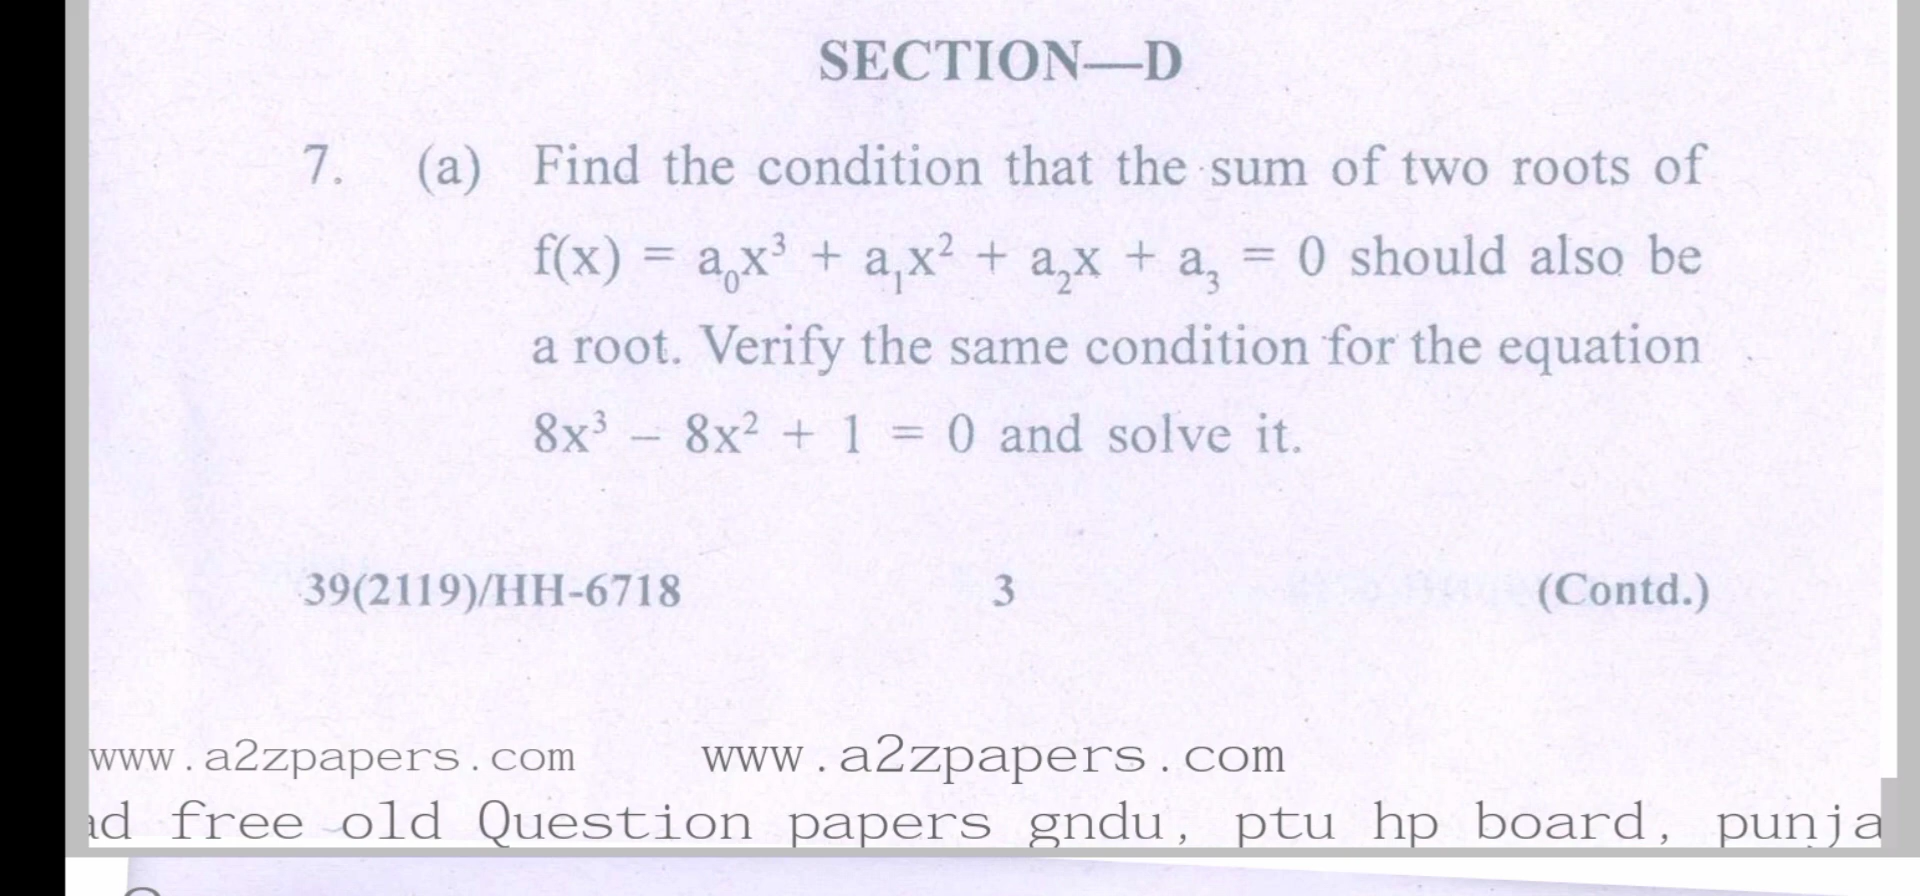 SECTION—D
7. (a) Find the condition that the sum of two roots of
f(x) = a₀x³ + a₁x² + a₂x + a₃ = 0 should also be
a root. Verify the same condition for the equation
8x³ – 8x² + 1 = 0 and solve it.
39(2119)/HH-6718 3 (Contd.)
www.a2zpapers.com www.a2zpapers.com
free old Question papers gndu, ptu hp board,